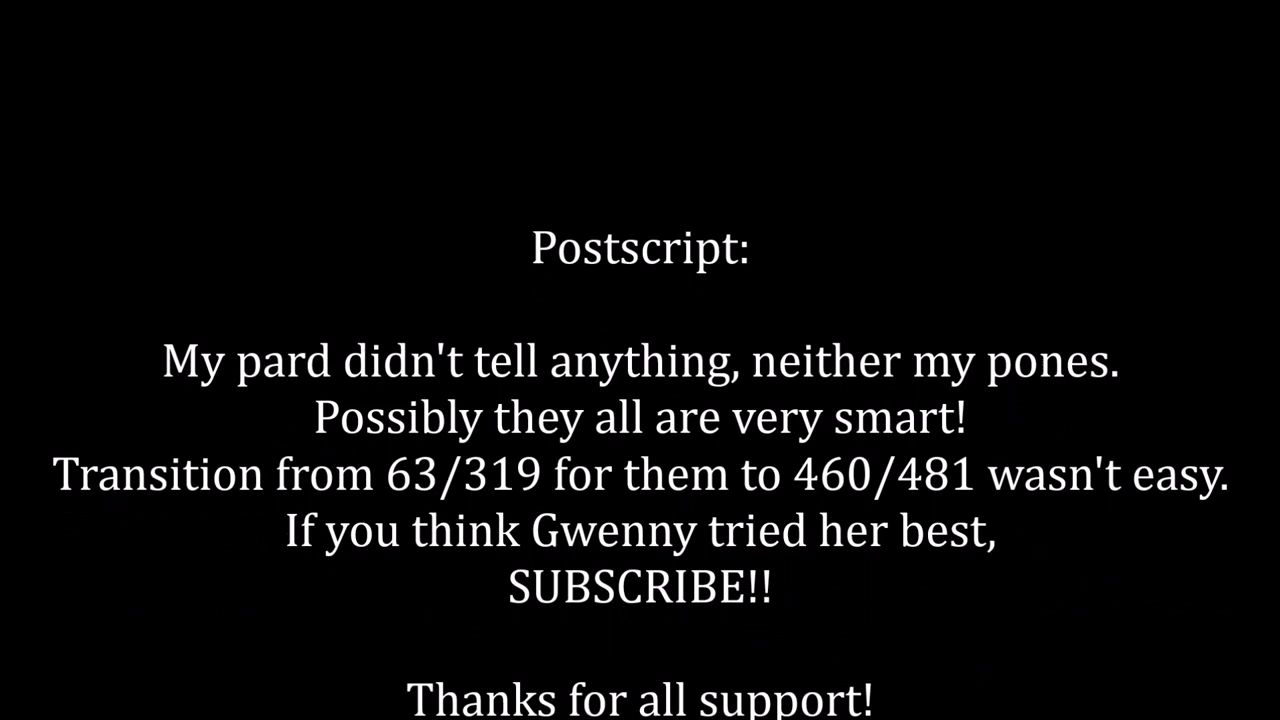 Postscript:
My pard didn't tell anything, neither my pones.
Possibly they all are very smart!
Transition from 63/319 for them to 460/481 wasn't easy.
If you think Gwenny tried her best,
SUBSCRIBE!!
Thanks for all support!